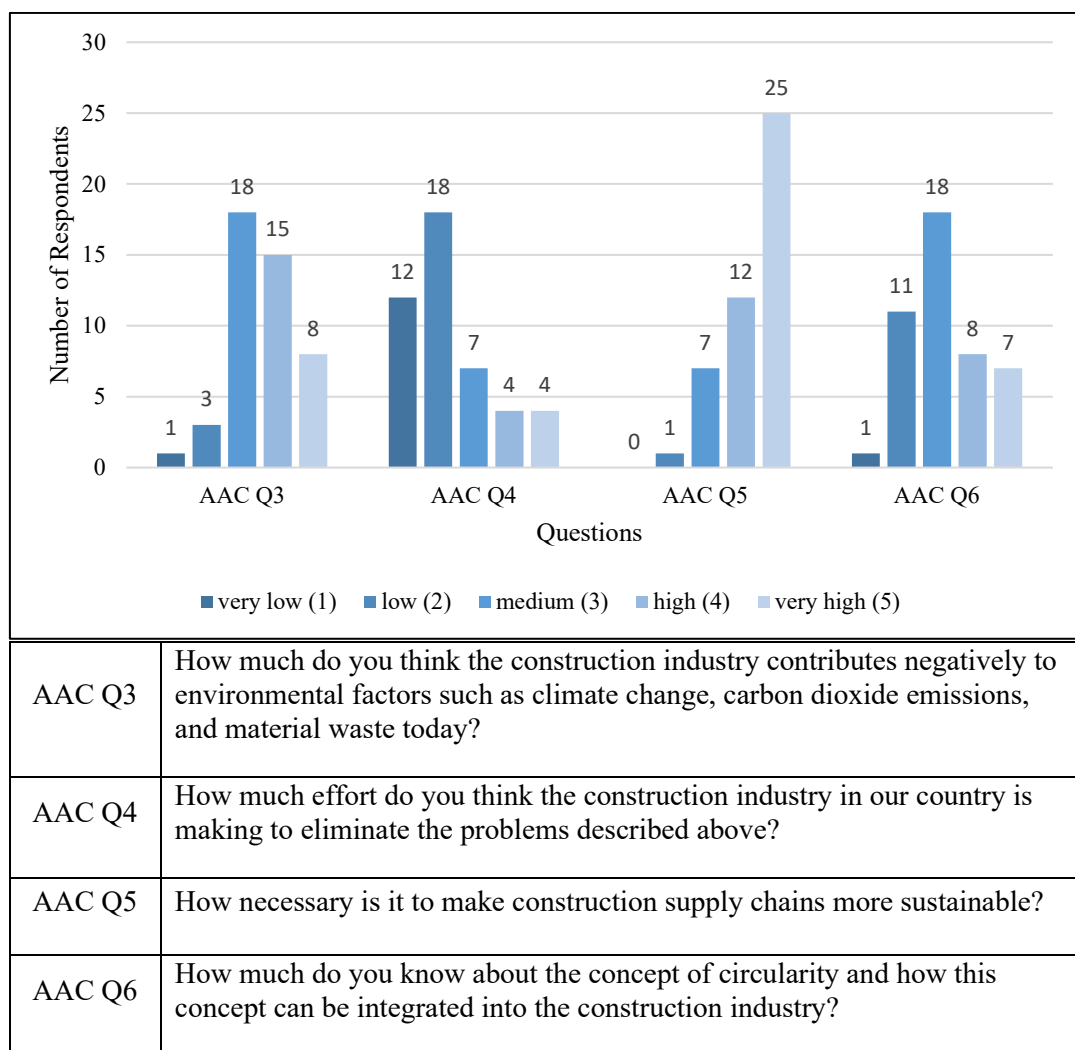 30
25
20
15
10
5
0
Number of Respondents
1
3
18
15
8
12
18
7
4
4
0
1
7
12
25
1
11
18
8
7
AAC Q3
AAC Q4
AAC Q5
AAC Q6
Questions
very low (1)
low (2)
medium (3)
high (4)
very high (5)
AAC Q3
How much do you think the construction industry contributes negatively to
environmental factors such as climate change, carbon dioxide emissions,
and material waste today?
AAC Q4
How much effort do you think the construction industry in our country is
making to eliminate the problems described above?
AAC Q5
How necessary is it to make construction supply chains more sustainable?
AAC Q6
How much do you know about the concept of circularity and how this
concept can be integrated into the construction industry?